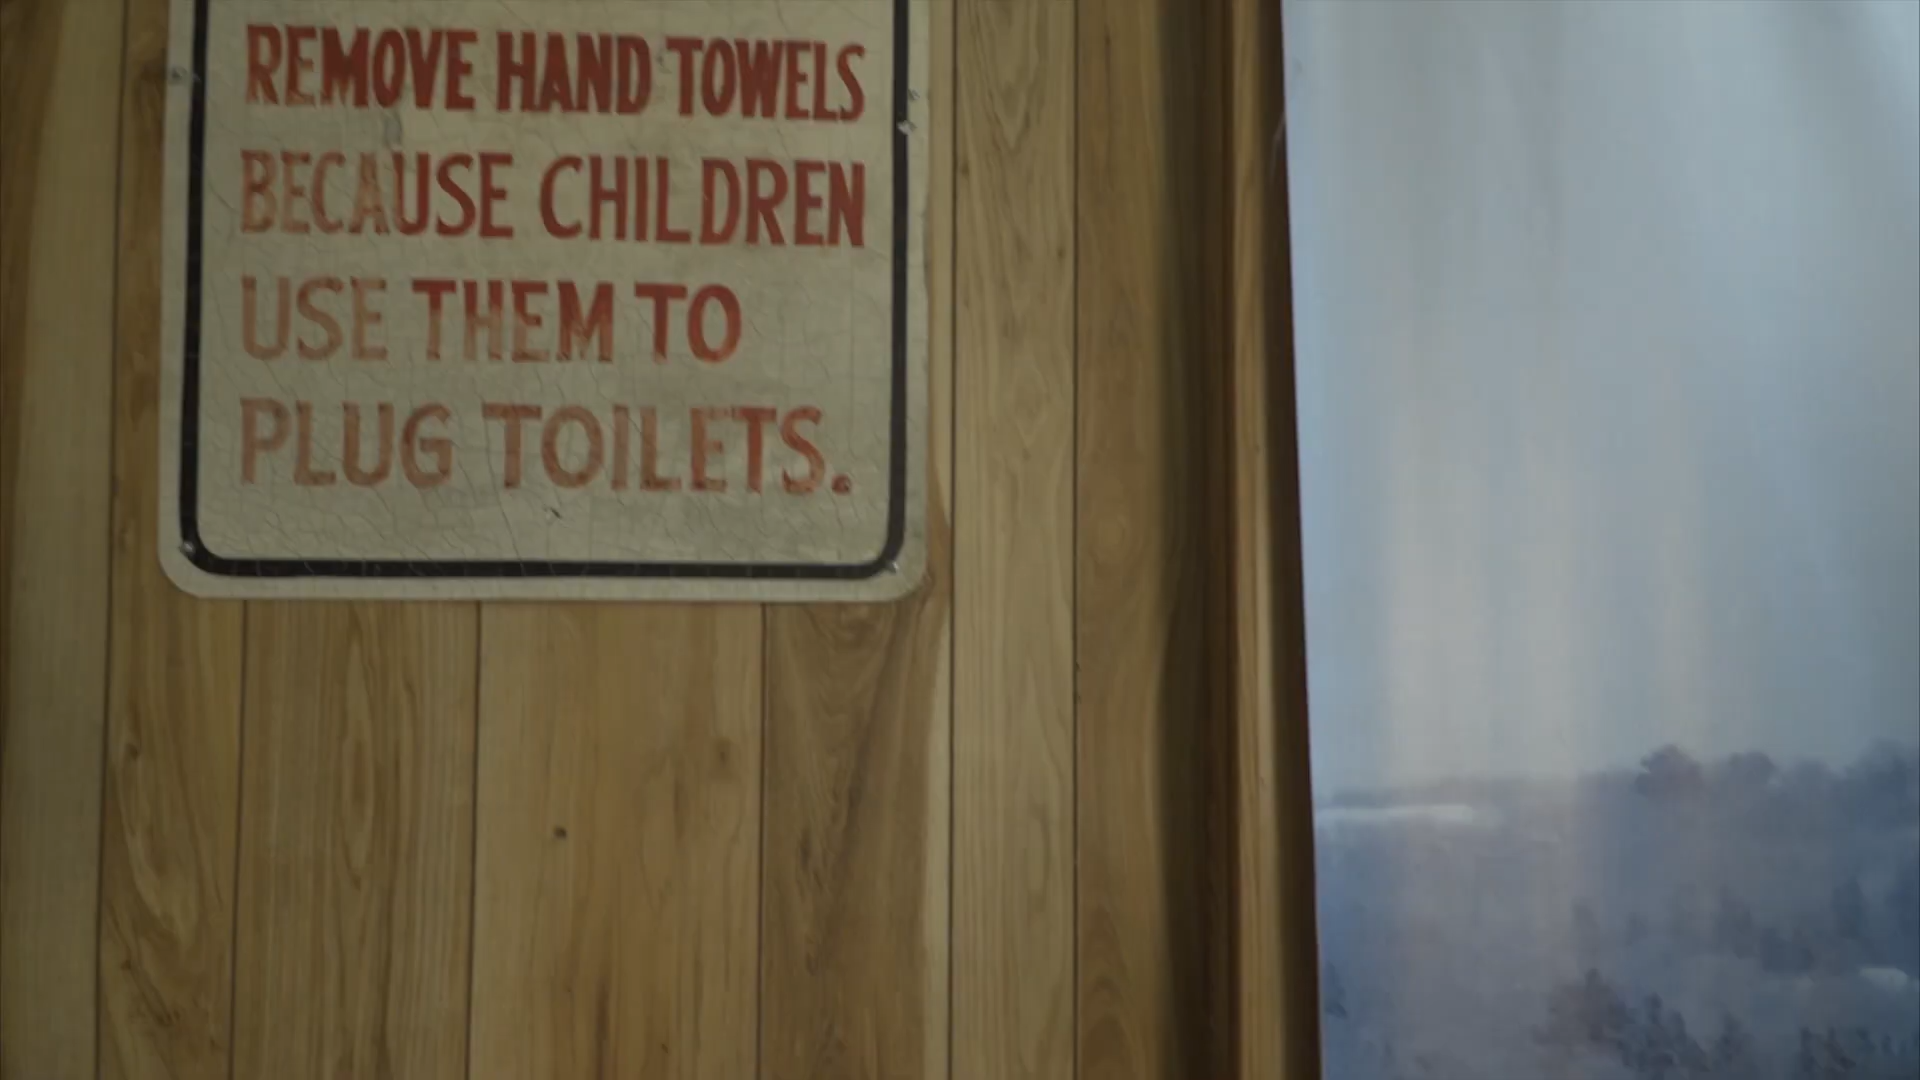 REMOVE HAND TOWELS
BECAUSE CHILDREN
USE THEM TO
PLUG TOILETS.